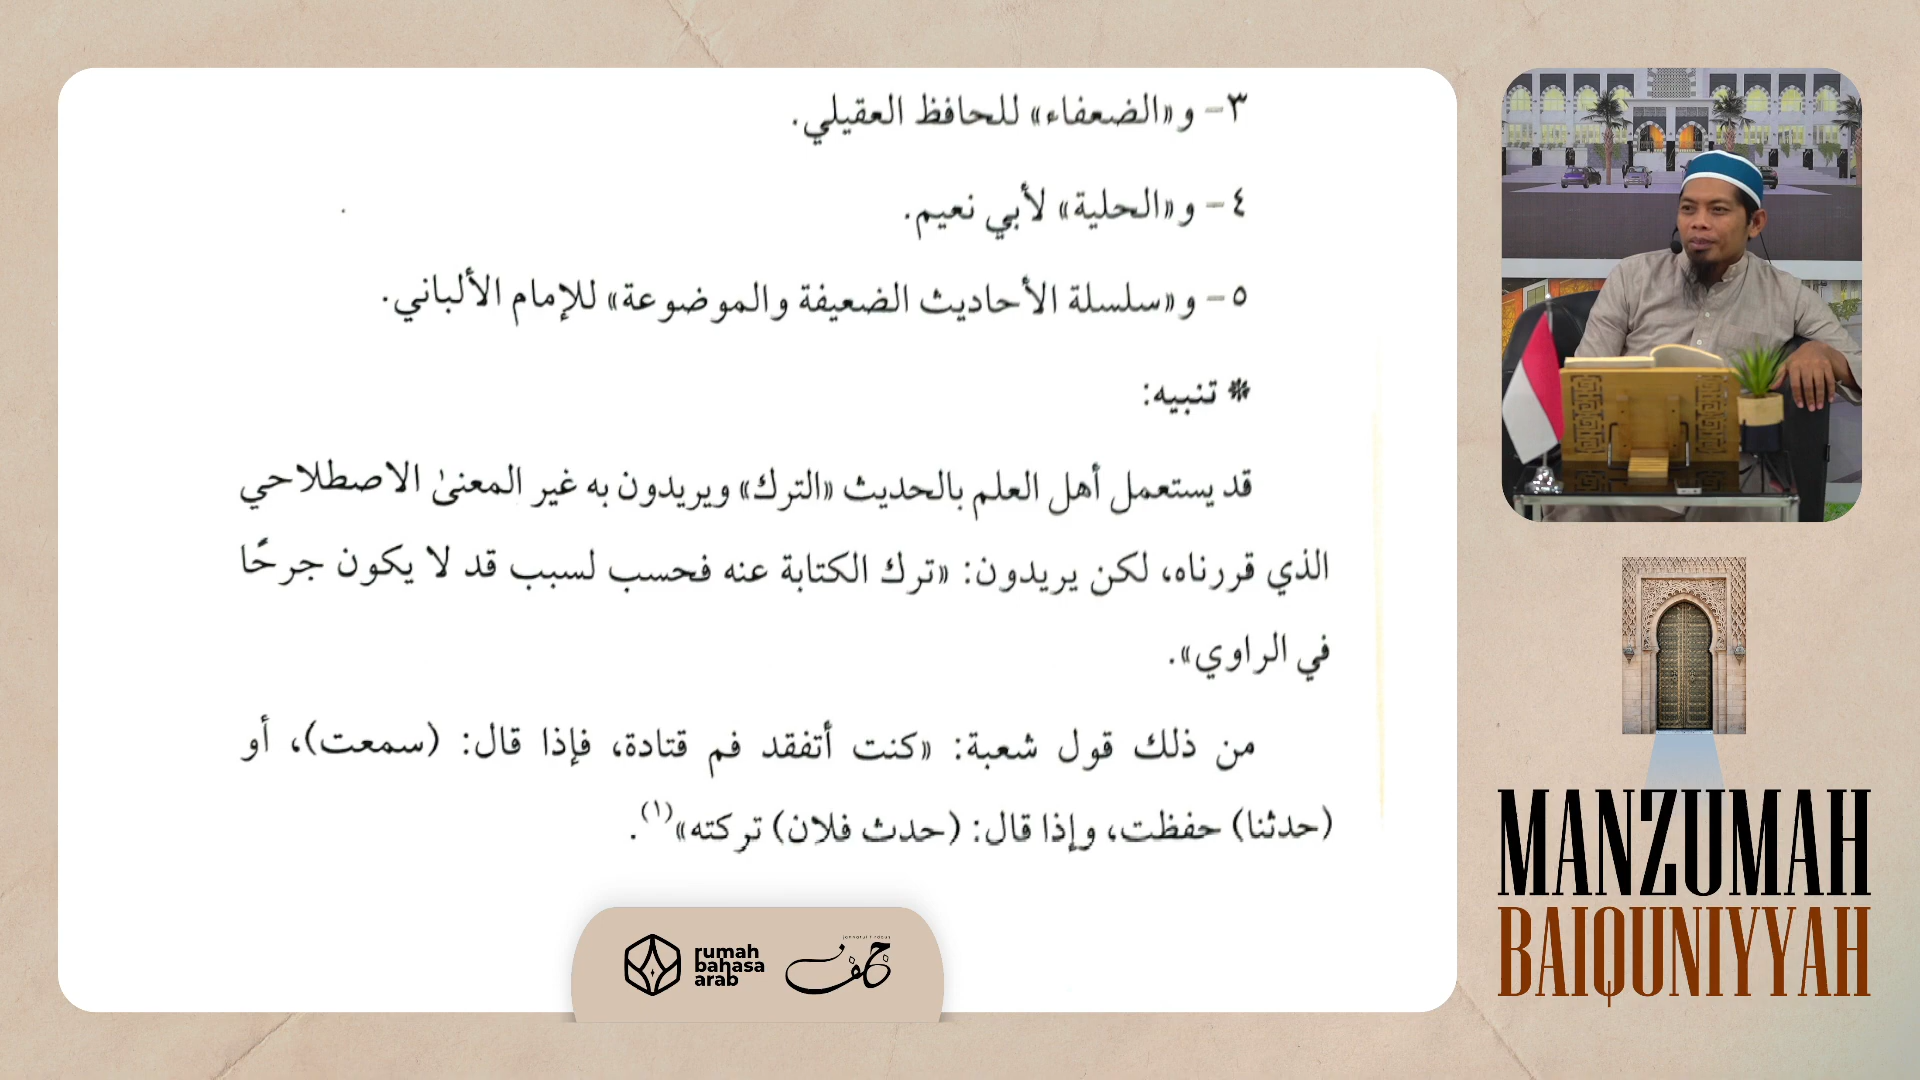 ٣- و«الضعفاء» للحافظ العقيلي.
٤- و«الحلية» لأبي نعيم.
٥- و«سلسلة الأحاديث الضعيفة والموضوعة» للإمام الألباني.
* تنبيه:
قد يستعمل أهل العلم بالحديث «الترك» ويريدون به غير المعنىٰ الاصطلاحي
الذي قررناه، لكن يريدون: «ترك الكتابة عنه فحسب لسبب قد لا يكون جرحًا
في الراوي».
من ذلك قول شعبة: «كنت أتفقد فم قتادة، فإذا قال: (سمعت)، أو
(حدثنا) حفظت، وإذا قال: (حدث فلان) تركته»(١).
rumah
bahasa
arab
MANZUMAH
BAIQUNIYYAH